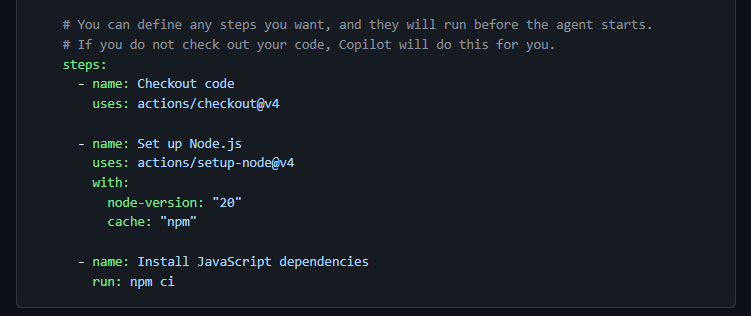 # You can define any steps you want, and they will run before the agent starts.
# If you do not check out your code, Copilot will do this for you.
steps:
  - name: Checkout code
    uses: actions/checkout@v4

  - name: Set up Node.js
    uses: actions/setup-node@v4
    with:
      node-version: "20"
      cache: "npm"

  - name: Install JavaScript dependencies
    run: npm ci